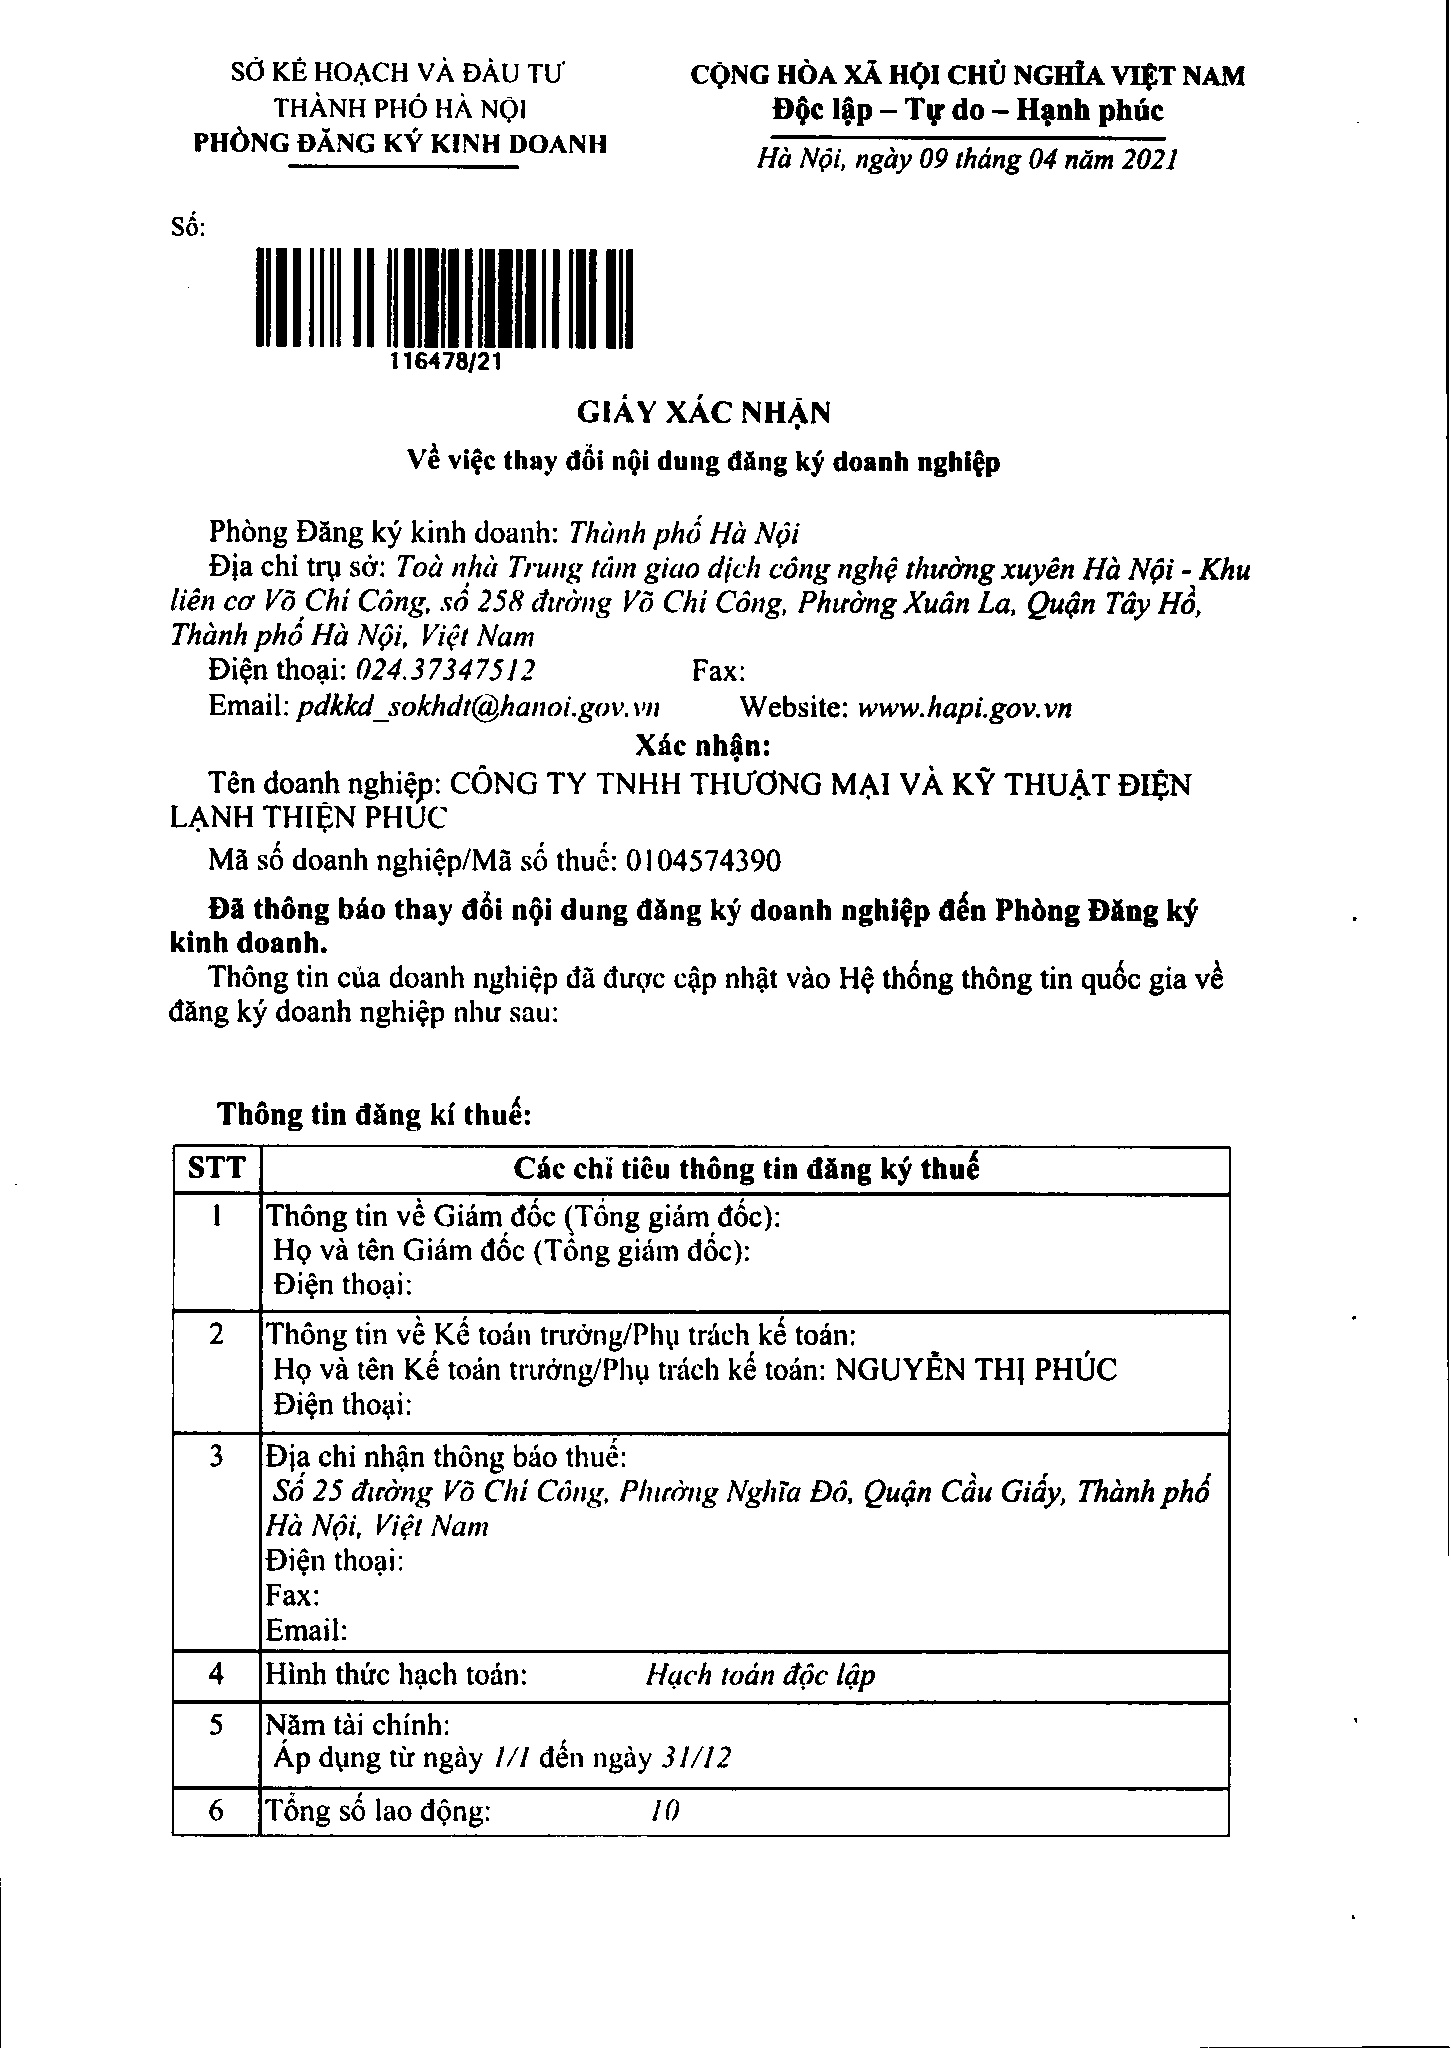 SỞ KẾ HOẠCH VÀ ĐẦU TƯ
THÀNH PHỐ HÀ NỘI
PHÒNG ĐĂNG KÝ KINH DOANH
CỘNG HÒA XÃ HỘI CHỦ NGHĨA VIỆT NAM
Độc lập – Tự do – Hạnh phúc
Hà Nội, ngày 09 tháng 04 năm 2021
Số:
116478/21
GIẤY XÁC NHẬN
Về việc thay đổi nội dung đăng ký doanh nghiệp
Phòng Đăng ký kinh doanh: Thành phố Hà Nội
Địa chỉ trụ sở: Toà nhà Trung tâm giao dịch công nghệ thường xuyên Hà Nội - Khu
liên cơ Võ Chí Công, số 258 đường Võ Chí Công, Phường Xuân La, Quận Tây Hồ,
Thành phố Hà Nội, Việt Nam
Điện thoại: 024.37347512 Fax:
Email: pdkkd_sokhdt@hanoi.gov.vn Website: www.hapi.gov.vn
Xác nhận:
Tên doanh nghiệp: CÔNG TY TNHH THƯƠNG MẠI VÀ KỸ THUẬT ĐIỆN
LẠNH THIỆN PHÚC
Mã số doanh nghiệp/Mã số thuế: 0104574390
Đã thông báo thay đổi nội dung đăng ký doanh nghiệp đến Phòng Đăng ký
kinh doanh.
Thông tin của doanh nghiệp đã được cập nhật vào Hệ thống thông tin quốc gia về
đăng ký doanh nghiệp như sau:
Thông tin đăng kí thuế:
STT Các chỉ tiêu thông tin đăng ký thuế
1 Thông tin về Giám đốc (Tổng giám đốc):
Họ và tên Giám đốc (Tổng giám đốc):
Điện thoại:
2 Thông tin về Kế toán trưởng/Phụ trách kế toán:
Họ và tên Kế toán trưởng/Phụ trách kế toán: NGUYỄN THỊ PHÚC
Điện thoại:
3 Địa chỉ nhận thông báo thuế:
Số 25 đường Võ Chí Công, Phường Nghĩa Đô, Quận Cầu Giấy, Thành phố
Hà Nội, Việt Nam
Điện thoại:
Fax:
Email:
4 Hình thức hạch toán: Hạch toán độc lập
5 Năm tài chính:
Áp dụng từ ngày 1/1 đến ngày 31/12
6 Tổng số lao động: 10